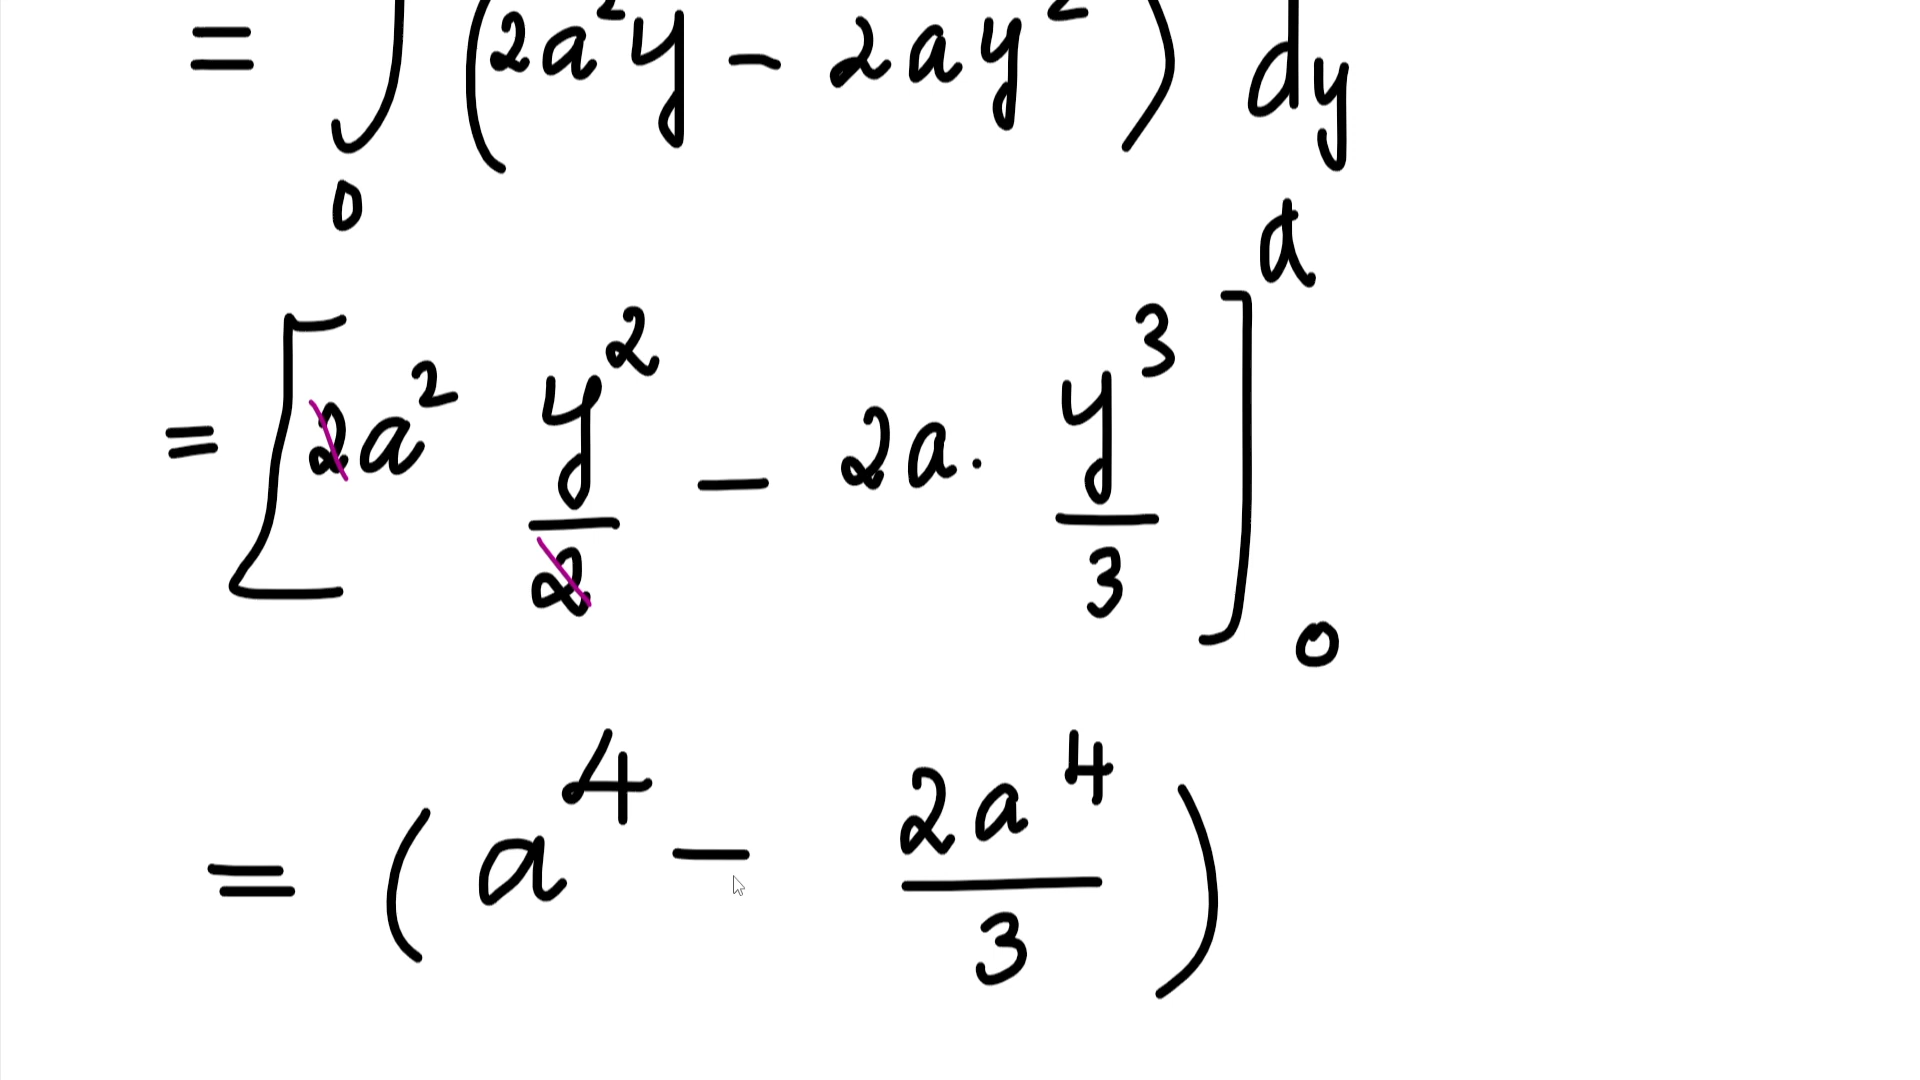 = ∫₀ (2a²y − 2ay²) dy
= [2a² y²/2 − 2a · y³/3]₀ᵃ
= (a⁴ − 2a⁴/3)